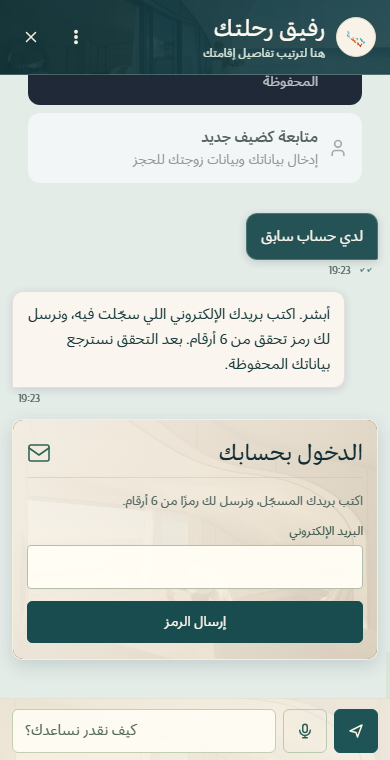 رفيق رحلتك
هنا لترتيب تفاصيل إقامتك
المحفوظة
متابعة كضيف جديد
إدخال بياناتك وبيانات زوجتك للحجز
لدي حساب سابق
19:23
أبشر. اكتب بريدك الإلكتروني اللي سجّلت فيه، ونرسل
لك رمز تحقق من 6 أرقام. بعد التحقق نسترجع
بياناتك المحفوظة.
19:23
الدخول بحسابك
اكتب بريدك المسجّل، ونرسل لك رمزًا من 6 أرقام.
البريد الإلكتروني
إرسال الرمز
كيف نقدر نساعدك؟